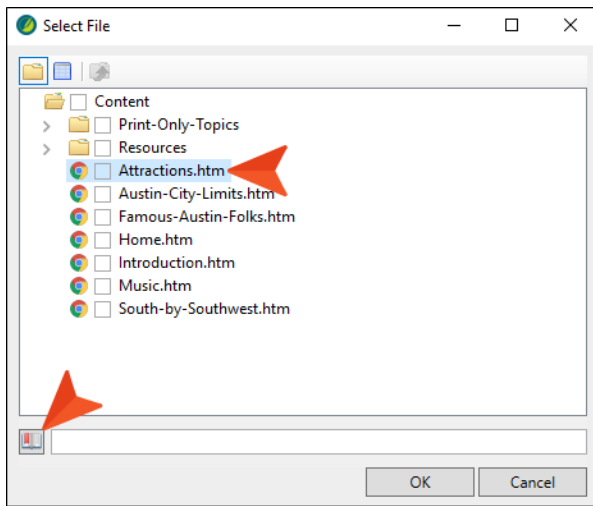 Select File
Content
Print-Only-Topics
Resources
Attractions.htm
Austin-City-Limits.htm
Famous-Austin-Folks.htm
Home.htm
Introduction.htm
Music.htm
South-by-Southwest.htm
OK Cancel